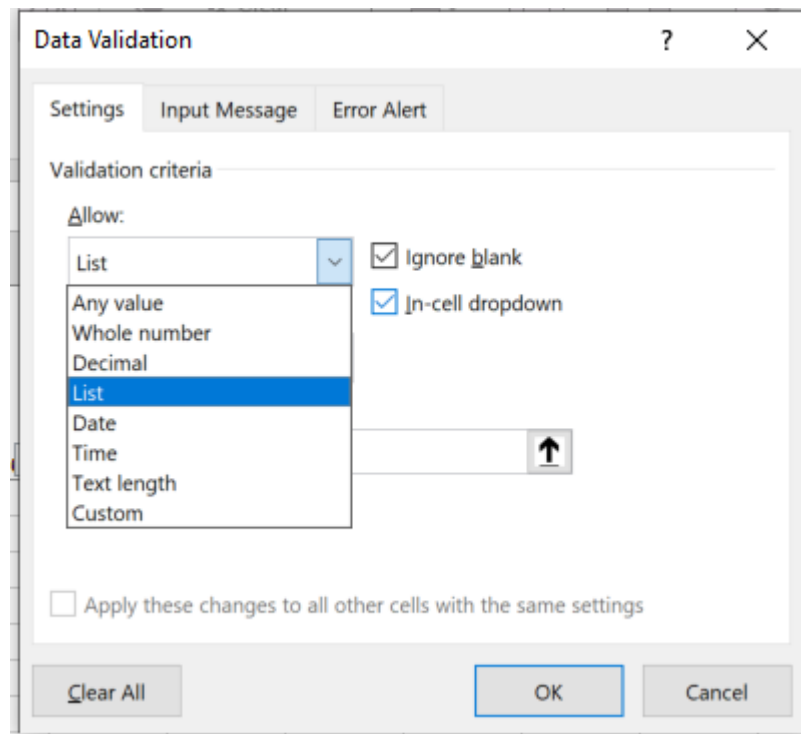 Data Validation ?
Settings Input Message Error Alert
Validation criteria
Allow:
List
Ignore blank
Any value
In-cell dropdown
Whole number
Decimal
List
Date
Time
Text length
Custom
Apply these changes to all other cells with the same settings
Clear All OK Cancel